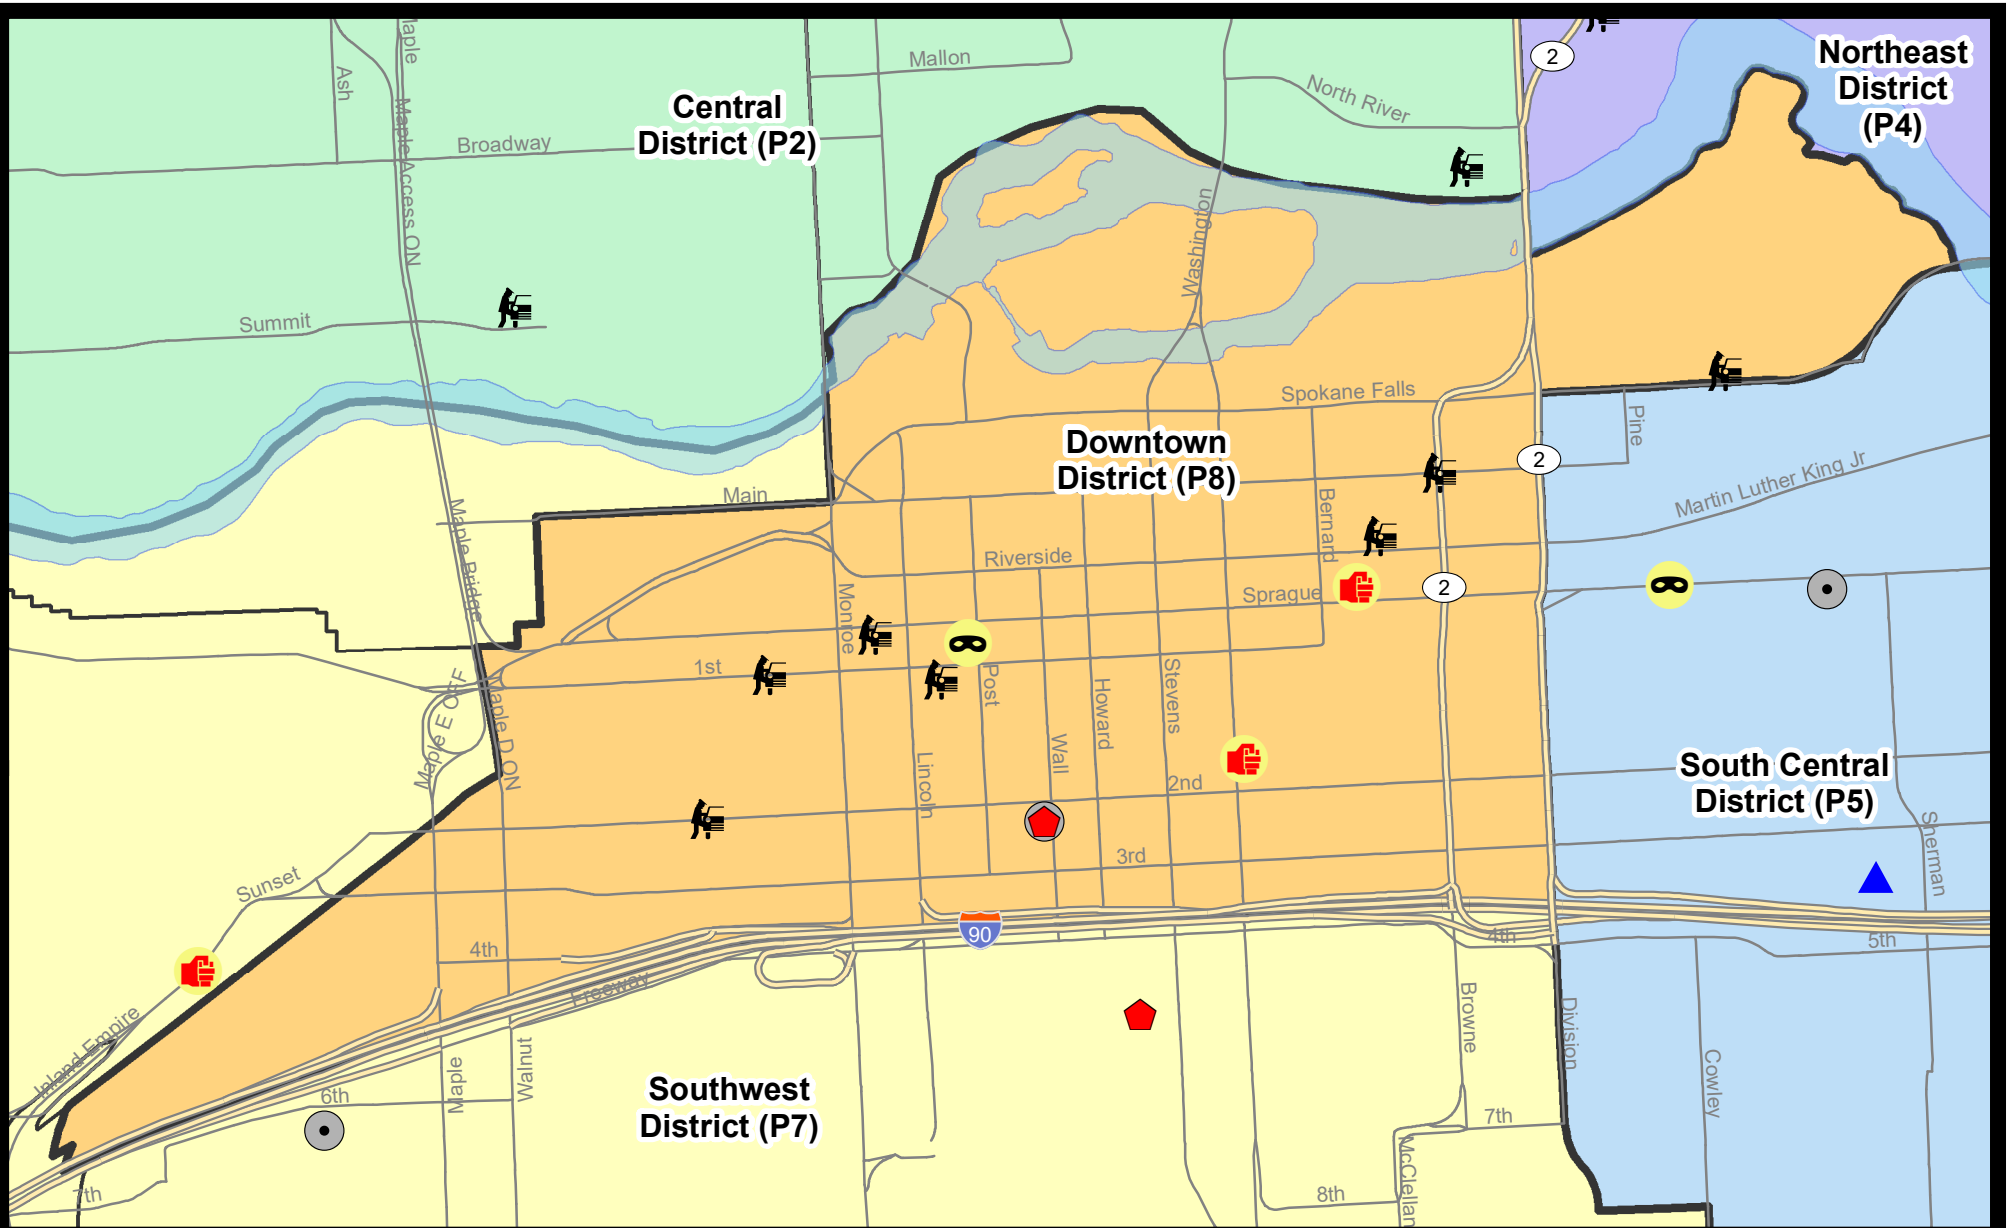 Maple
Ash
Mallon
2
Northeast
District
(P4)
North River
Central
District (P2)
Broadway
Maple Access ON
Washington
Summit
Spokane Falls
Pine
Downtown
District (P8)
2
Martin Luther King Jr
Main
Bernard
Maple Bridge
Riverside
Monroe
Sprague
2
1st
Post
Stevens
Howard
Maple E OFF
Maple D ON
Wall
Lincoln
2nd
South Central
District (P5)
Sherman
3rd
Sunset
90
4th
4th
5th
Freeway
Inland Empire
Browne
Division
Maple
Walnut
Cowley
6th
Southwest
District (P7)
7th
McClellan
7th
8th